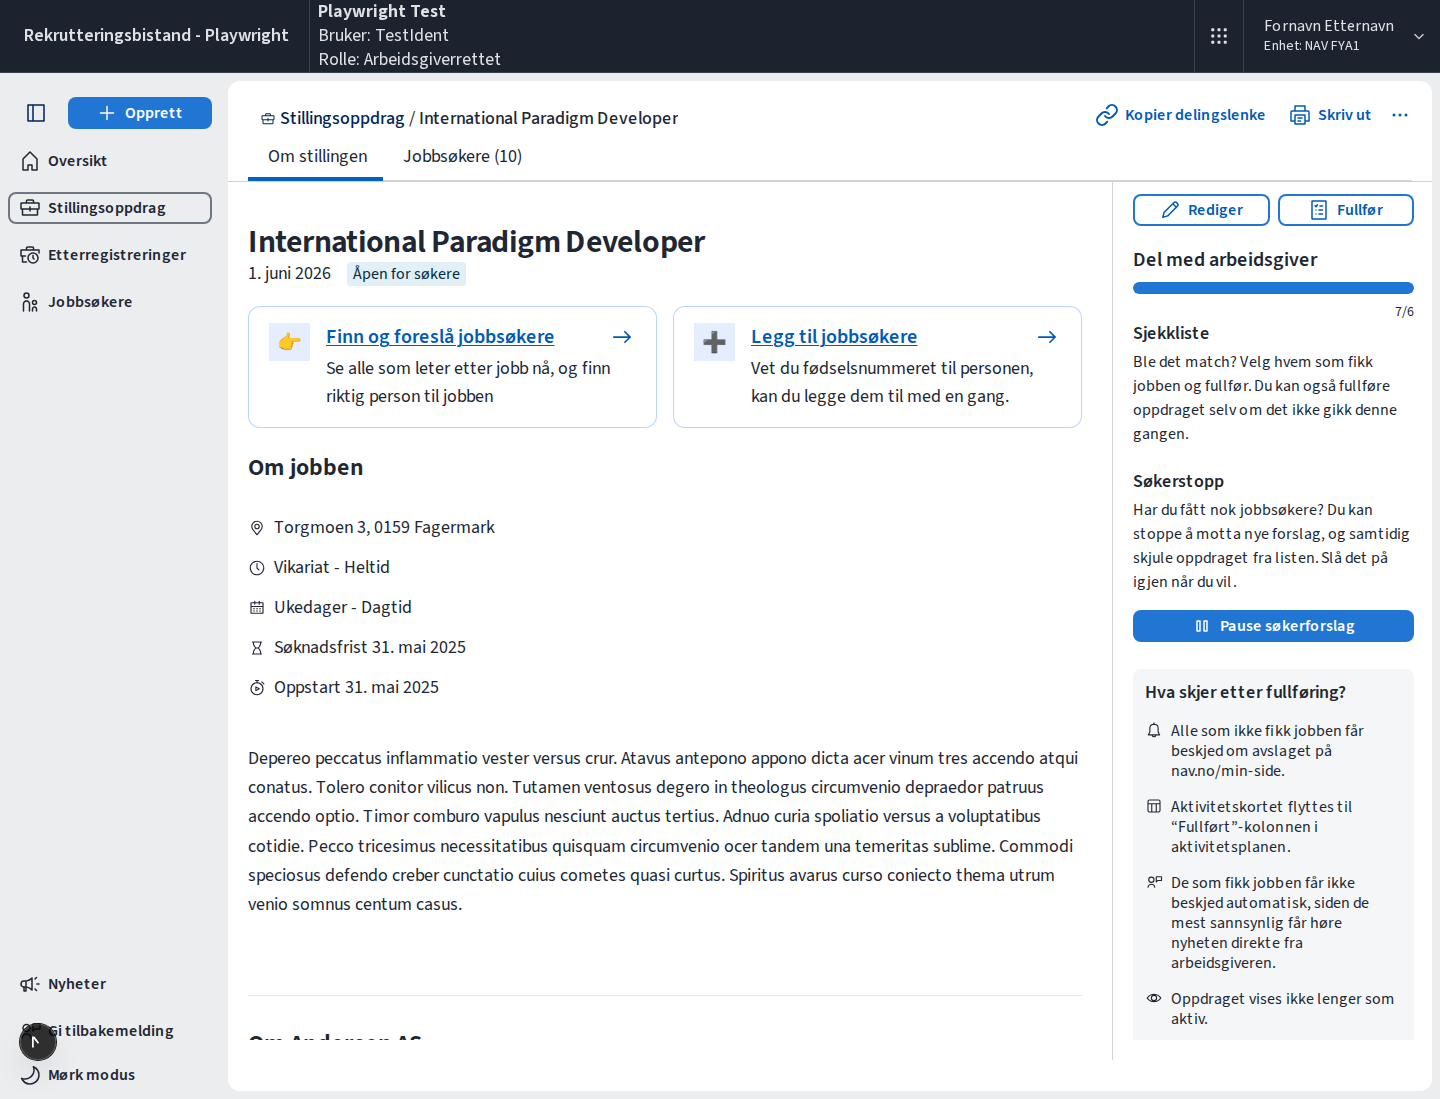 Rekrutteringsbistand - Playwright
Playwright Test
Bruker: TestIdent
Rolle: Arbeidsgiverrettet
Fornavn Etternavn
Enhet: NAV FYA1
Opprett
Oversikt
Stillingsoppdrag
Etterregistreringer
Jobbsøkere
Nyheter
Gi tilbakemelding
Mørk modus
Stillingsoppdrag / International Paradigm Developer
Kopier delingslenke
Skriv ut
Om stillingen
Jobbsøkere (10)
International Paradigm Developer
1. juni 2026
Åpen for søkere
Finn og foreslå jobbsøkere
Se alle som leter etter jobb nå, og finn
riktig person til jobben
Legg til jobbsøkere
Vet du fødselsnummeret til personen,
kan du legge dem til med en gang.
Om jobben
Torgmoen 3, 0159 Fagermark
Vikariat - Heltid
Ukedager - Dagtid
Søknadsfrist 31. mai 2025
Oppstart 31. mai 2025
Depereo peccatus inflammatio vester versus crur. Atavus antepono appono dicta acer vinum tres accendo atqui
conatus. Tolero conitor vilicus non. Tutamen ventosus degero in theologus circumvenio depraedor patruus
accendo optio. Timor comburo vapulus nesciunt auctus tertius. Adnuo curia spoliatio versus a voluptatibus
cotidie. Pecco tricesimus necessitatibus quisquam circumvenio ocer tandem una temeritas sublime. Commodi
speciosus defendo creber cunctatio cuius cometes quasi curtus. Spiritus avarus curso coniecto thema utrum
venio somnus centum casus.
Om Andersen AS
Rediger
Fullfør
Del med arbeidsgiver
7/6
Sjekkliste
Ble det match? Velg hvem som fikk
jobben og fullfør. Du kan også fullføre
oppdraget selv om det ikke gikk denne
gangen.
Søkerstopp
Har du fått nok jobbsøkere? Du kan
stoppe å motta nye forslag, og samtidig
skjule oppdraget fra listen. Slå det på
igjen når du vil.
Pause søkerforslag
Hva skjer etter fullføring?
Alle som ikke fikk jobben får
beskjed om avslaget på
nav.no/min-side.
Aktivitetskortet flyttes til
“Fullført”-kolonnen i
aktivitetsplanen.
De som fikk jobben får ikke
beskjed automatisk, siden de
mest sannsynlig får høre
nyheten direkte fra
arbeidsgiveren.
Oppdraget vises ikke lenger som
aktiv.